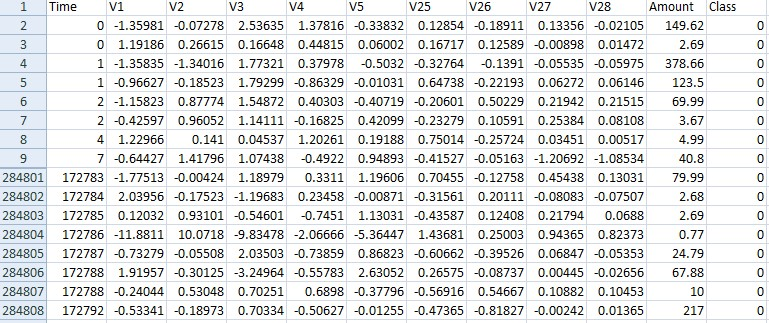 1 Time V1 V2 V3 V4 V5 V25 V26 V27 V28 Amount Class
2 0 -1.35981 -0.07278 2.53635 1.37816 -0.33832 0.12854 -0.18911 0.13356 -0.02105 149.62 0
3 0 1.19186 0.26615 0.16648 0.44815 0.06002 0.16717 0.12589 -0.00898 0.01472 2.69 0
4 1 -1.35835 -1.34016 1.77321 0.37978 -0.5032 -0.32764 -0.1391 -0.05535 -0.05975 378.66 0
5 1 -0.96627 -0.18523 1.79299 -0.86329 -0.01031 0.64738 -0.22193 0.06272 0.06146 123.5 0
6 2 -1.15823 0.87774 1.54872 0.40303 -0.40719 -0.20601 0.50229 0.21942 0.21515 69.99 0
7 2 -0.42597 0.96052 1.14111 -0.16825 0.42099 -0.23279 0.10591 0.25384 0.08108 3.67 0
8 4 1.22966 0.141 0.04537 1.20261 0.19188 0.75014 -0.25724 0.03451 0.00517 4.99 0
9 7 -0.64427 1.41796 1.07438 -0.4922 0.94893 -0.41527 -0.05163 -1.20692 -1.08534 40.8 0
284801 172783 -1.77513 -0.00424 1.18979 0.3311 1.19606 0.70455 -0.12758 0.45438 0.13031 79.99 0
284802 172784 2.03956 -0.17523 -1.19683 0.23458 -0.00871 -0.31561 0.20111 -0.08083 -0.07507 2.68 0
284803 172785 0.12032 0.93101 -0.54601 -0.7451 1.13031 -0.43587 0.12408 0.21794 0.0688 2.69 0
284804 172786 -11.8811 10.0718 -9.83478 -2.06666 -5.36447 1.43681 0.25003 0.94365 0.82373 0.77 0
284805 172787 -0.73279 -0.05508 2.03503 -0.73859 0.86823 -0.60662 -0.39526 0.06847 -0.05353 24.79 0
284806 172788 1.91957 -0.30125 -3.24964 -0.55783 2.63052 0.26575 -0.08737 0.00445 -0.02656 67.88 0
284807 172788 -0.24044 0.53048 0.70251 0.6898 -0.37796 -0.56916 0.54667 0.10882 0.10453 10 0
284808 172792 -0.53341 -0.18973 0.70334 -0.50627 -0.01255 -0.47365 -0.81827 -0.00242 0.01365 217 0